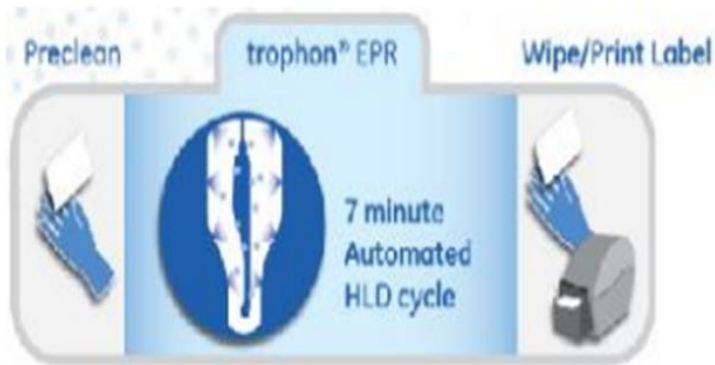 Preclean
trophon® EPR
Wipe/Print Label
7 minute
Automated
HLD cycle